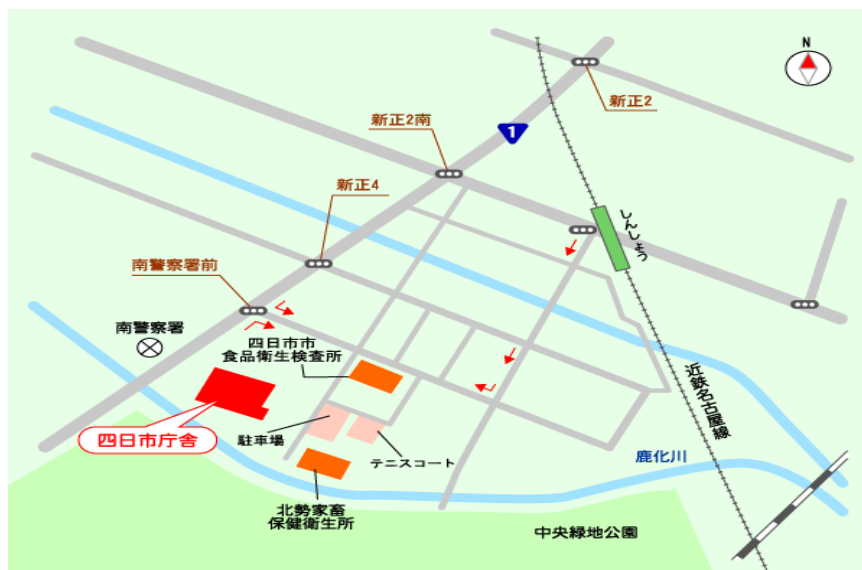 N
新正2
1
新正2南
新正4
しんしょう
南警察署前
南警察署
四日市市
食品衛生検査所
近鉄名古屋線
四日市庁舎
駐車場
テニスコート
鹿化川
北勢家畜
保健衛生所
中央緑地公園